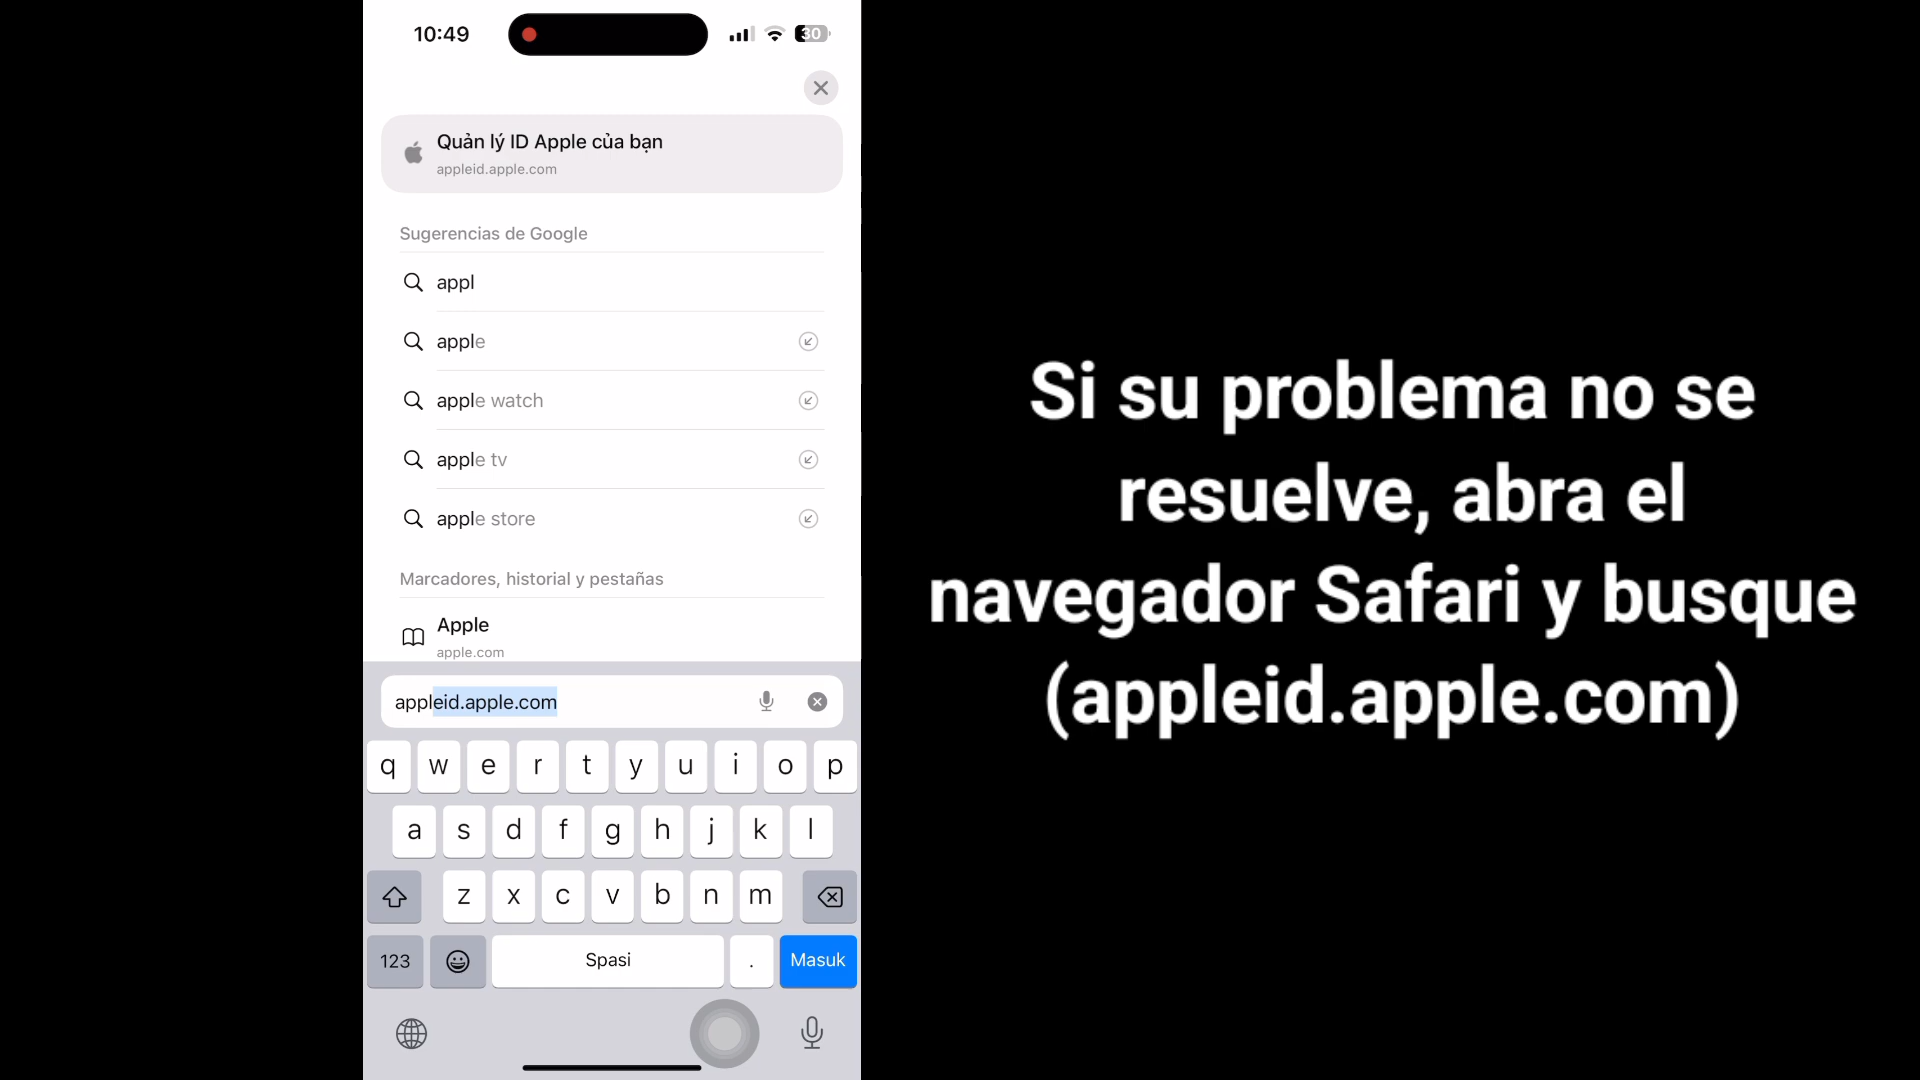 10:49
30
Quản lý ID Apple của bạn
appleid.apple.com
Sugerencias de Google
appl
apple
apple watch
apple tv
apple store
Marcadores, historial y pestañas
Apple
apple.com
appleid.apple.com
q w e r t y u i o p
a s d f g h j k l
z x c v b n m
123 Spasi . Masuk
Si su problema no se
resuelve, abra el
navegador Safari y busque
(appleid.apple.com)